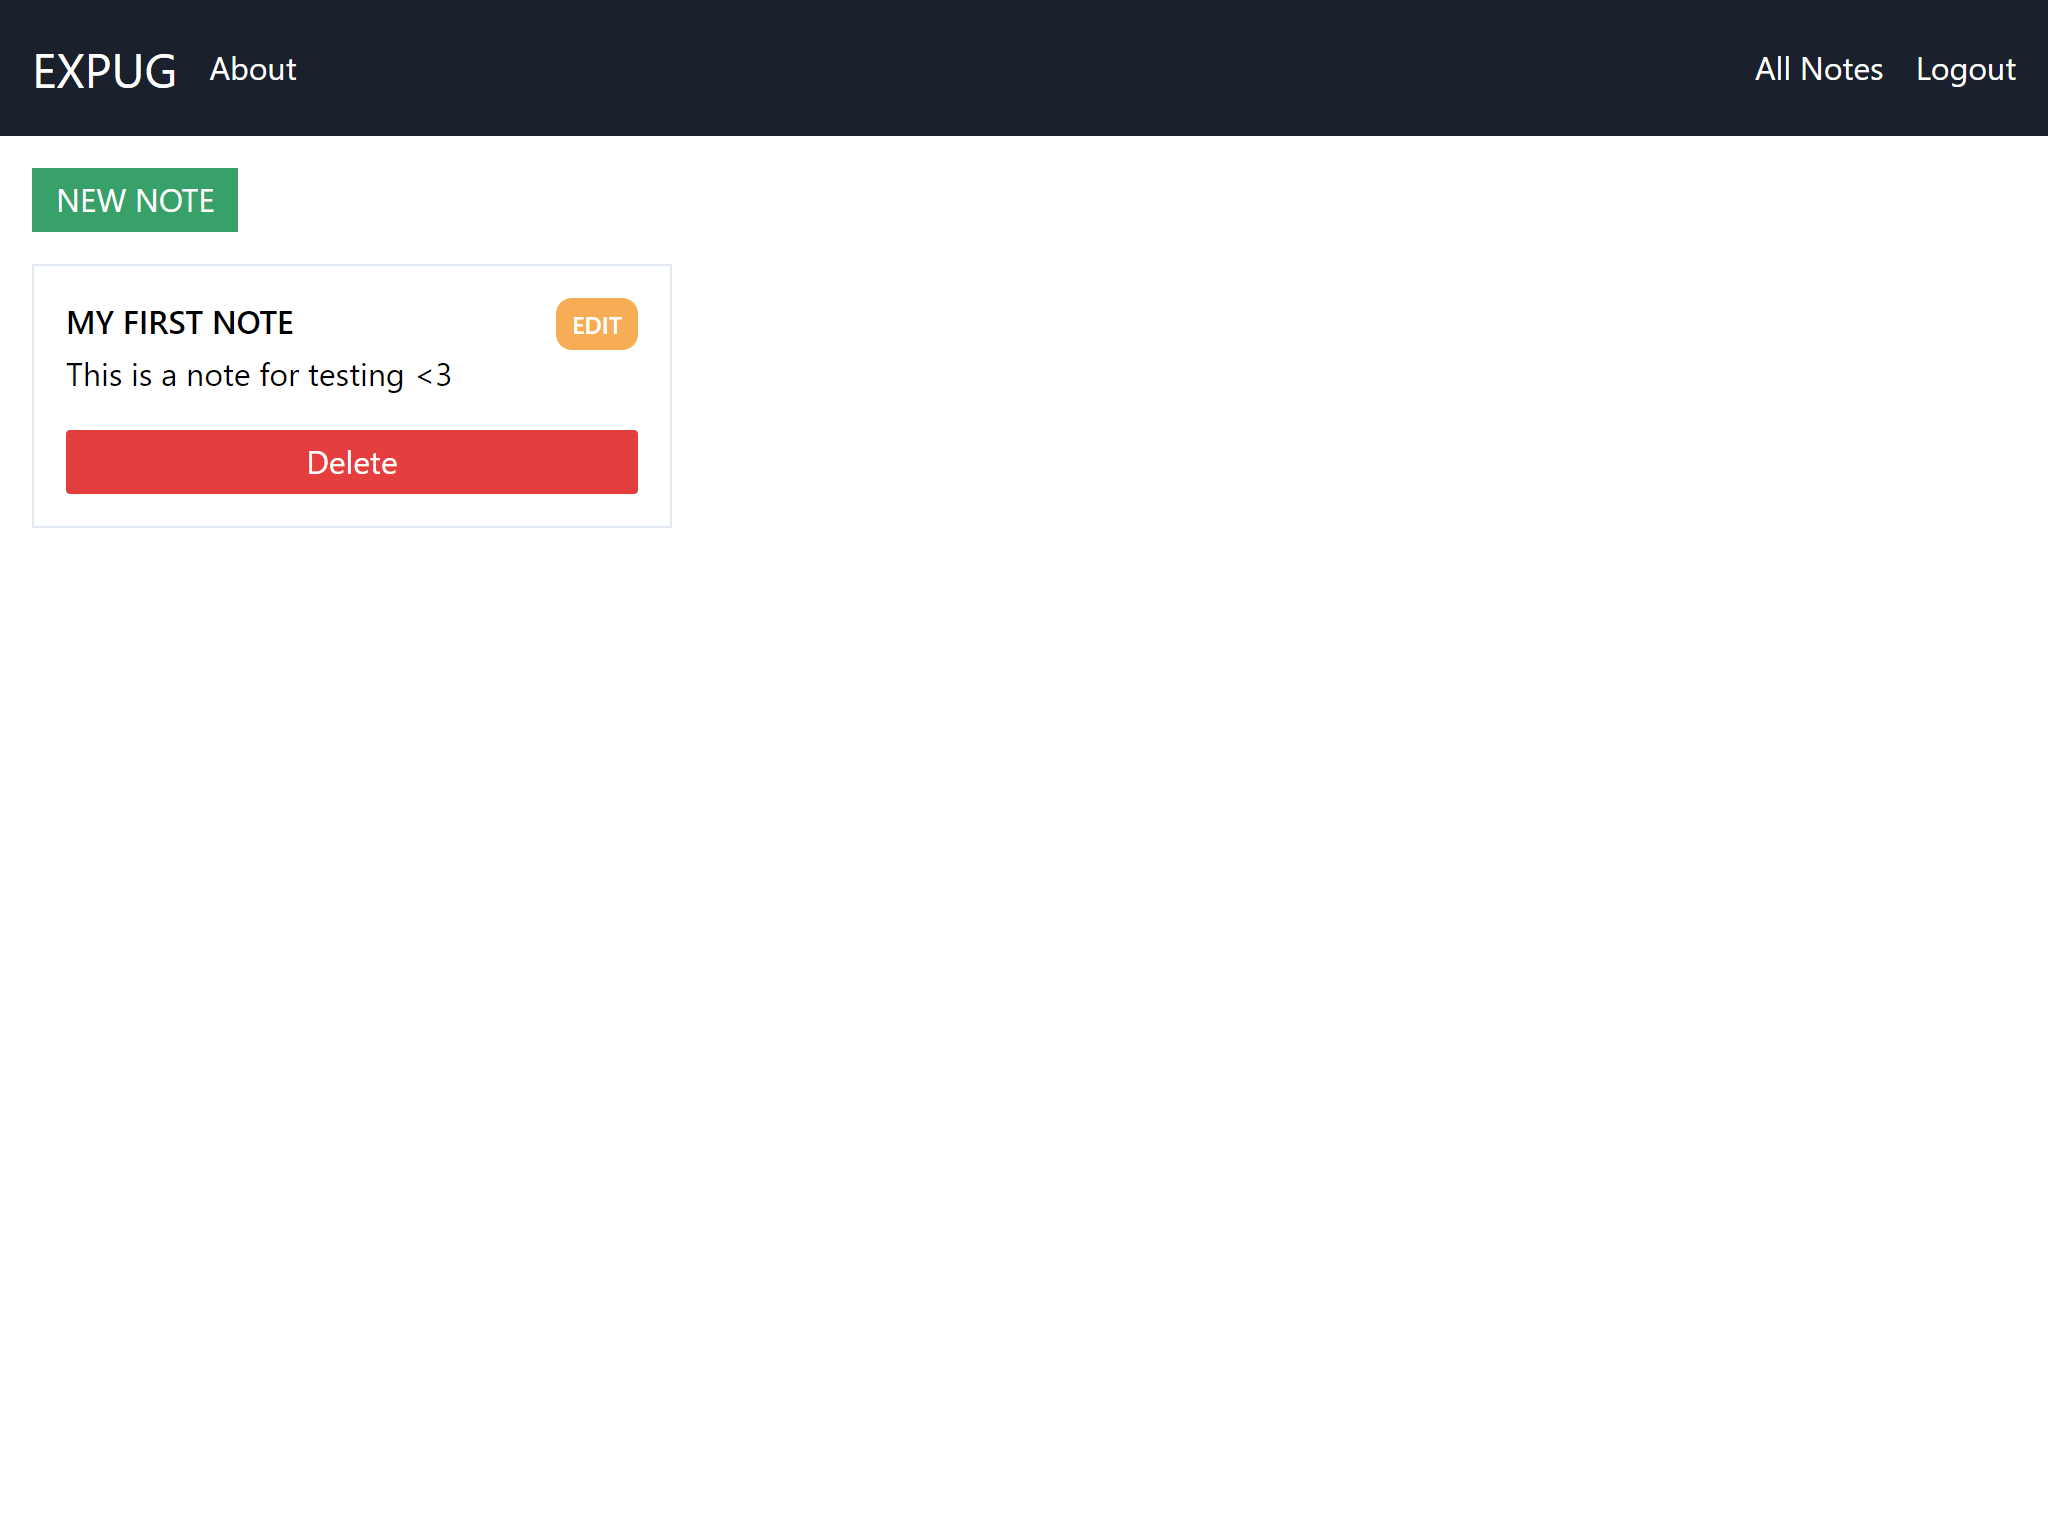 EXPUG About All Notes Logout
NEW NOTE
MY FIRST NOTE EDIT
This is a note for testing <3
Delete